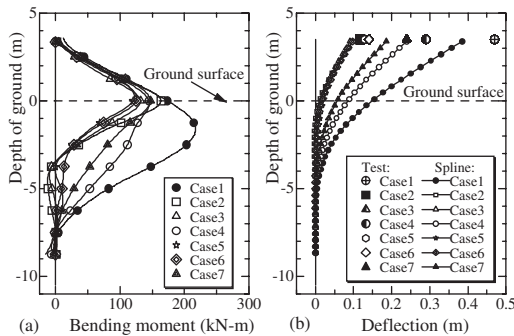 5
0
-5
-10
Depth of ground (m)
Ground surface
Case1
Case2
Case3
Case4
Case5
Case6
Case7
0 100 200 300
(a) Bending moment (kN-m)
5
0
-5
-10
Depth of ground (m)
Ground surface
Test: Spline:
Case1 Case1
Case2 Case2
Case3 Case3
Case4 Case4
Case5 Case5
Case6 Case6
Case7 Case7
0 0.1 0.2 0.3 0.4 0.5
(b) Deflection (m)